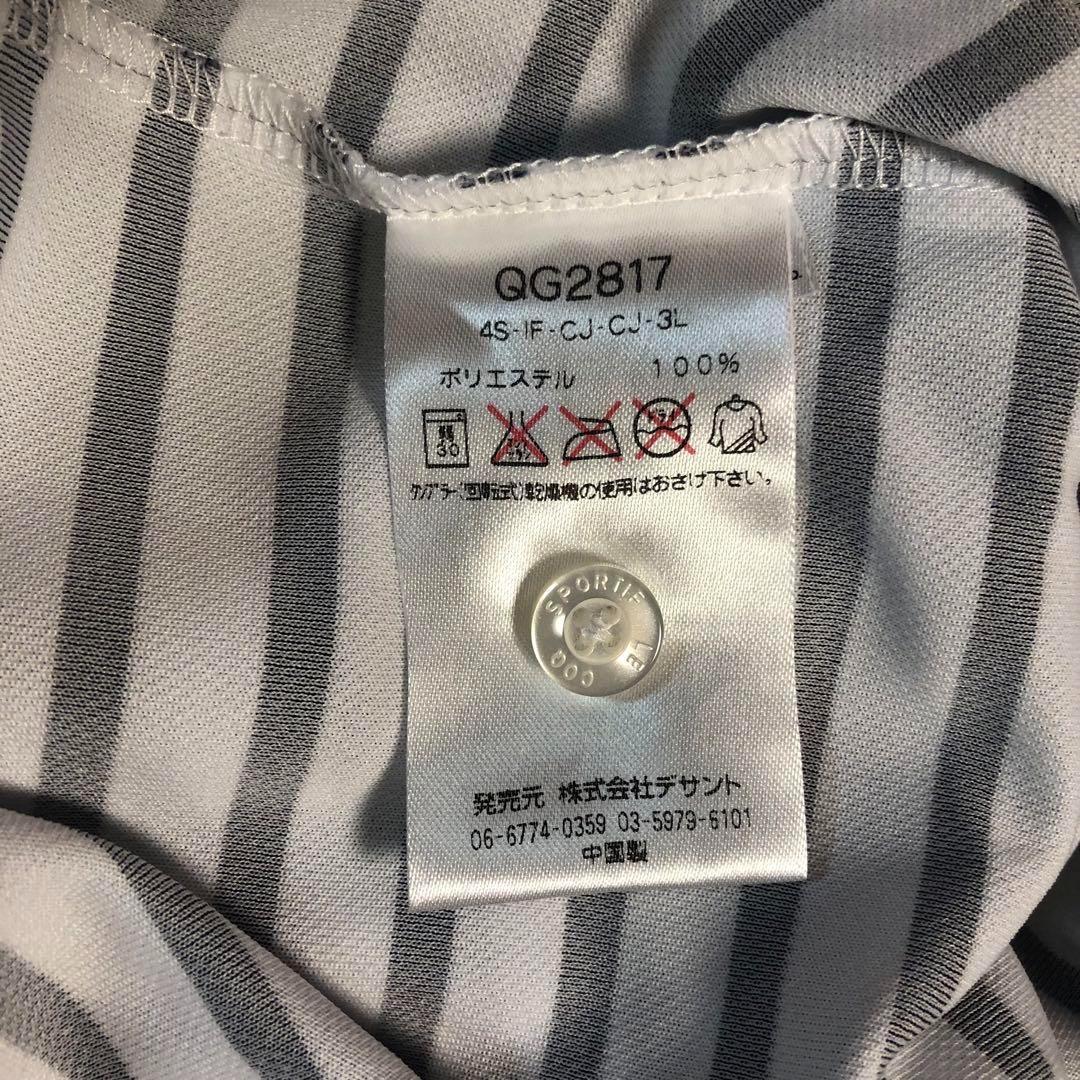 QG2817
4S-IF-CJ-CJ-3L
ポリエステル 100%
弱
30
タンブラー(回転式)乾燥機の使用はおさけ下さい。
LE COQ SPORTIF
発売元 株式会社デサント
06-6774-0359 03-5979-6101
中国製